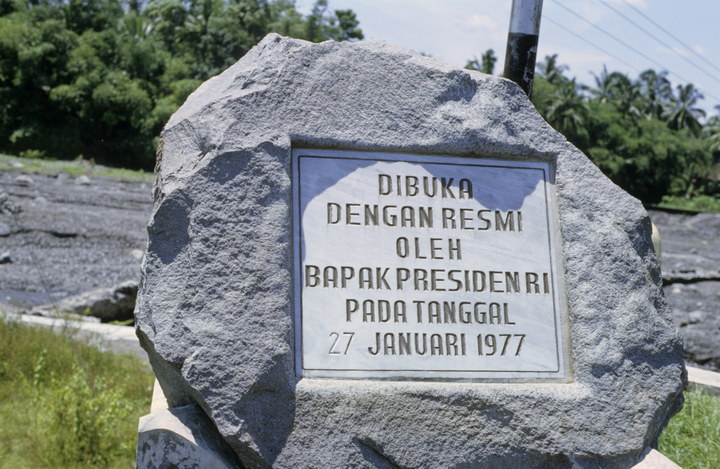 DIBUKA
DENGAN RESMI
OLEH
BAPAK PRESIDEN RI
PADA TANGGAL
27 JANUARI 1977